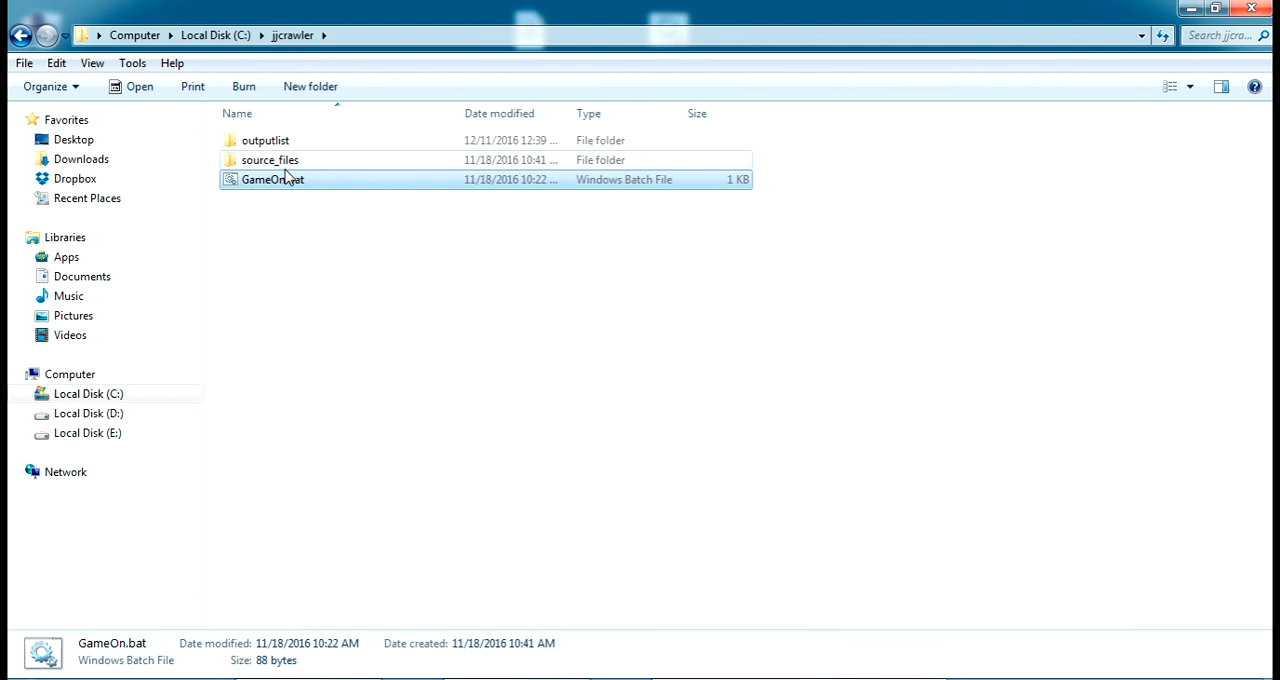 Computer Local Disk (C:) jjcrawler Search jjcra...
File Edit View Tools Help
Organize Open Print Burn New folder
Name Date modified Type Size
Favorites
Desktop
Downloads
Dropbox
Recent Places
Libraries
Apps
Documents
Music
Pictures
Videos
Computer
Local Disk (C:)
Local Disk (D:)
Local Disk (E:)
Network
outputlist 12/11/2016 12:39 ... File folder
source_files 11/18/2016 10:41 ... File folder
GameOn.bat 11/18/2016 10:22 ... Windows Batch File 1 KB
GameOn.bat Date modified: 11/18/2016 10:22 AM Date created: 11/18/2016 10:41 AM
Windows Batch File Size: 88 bytes